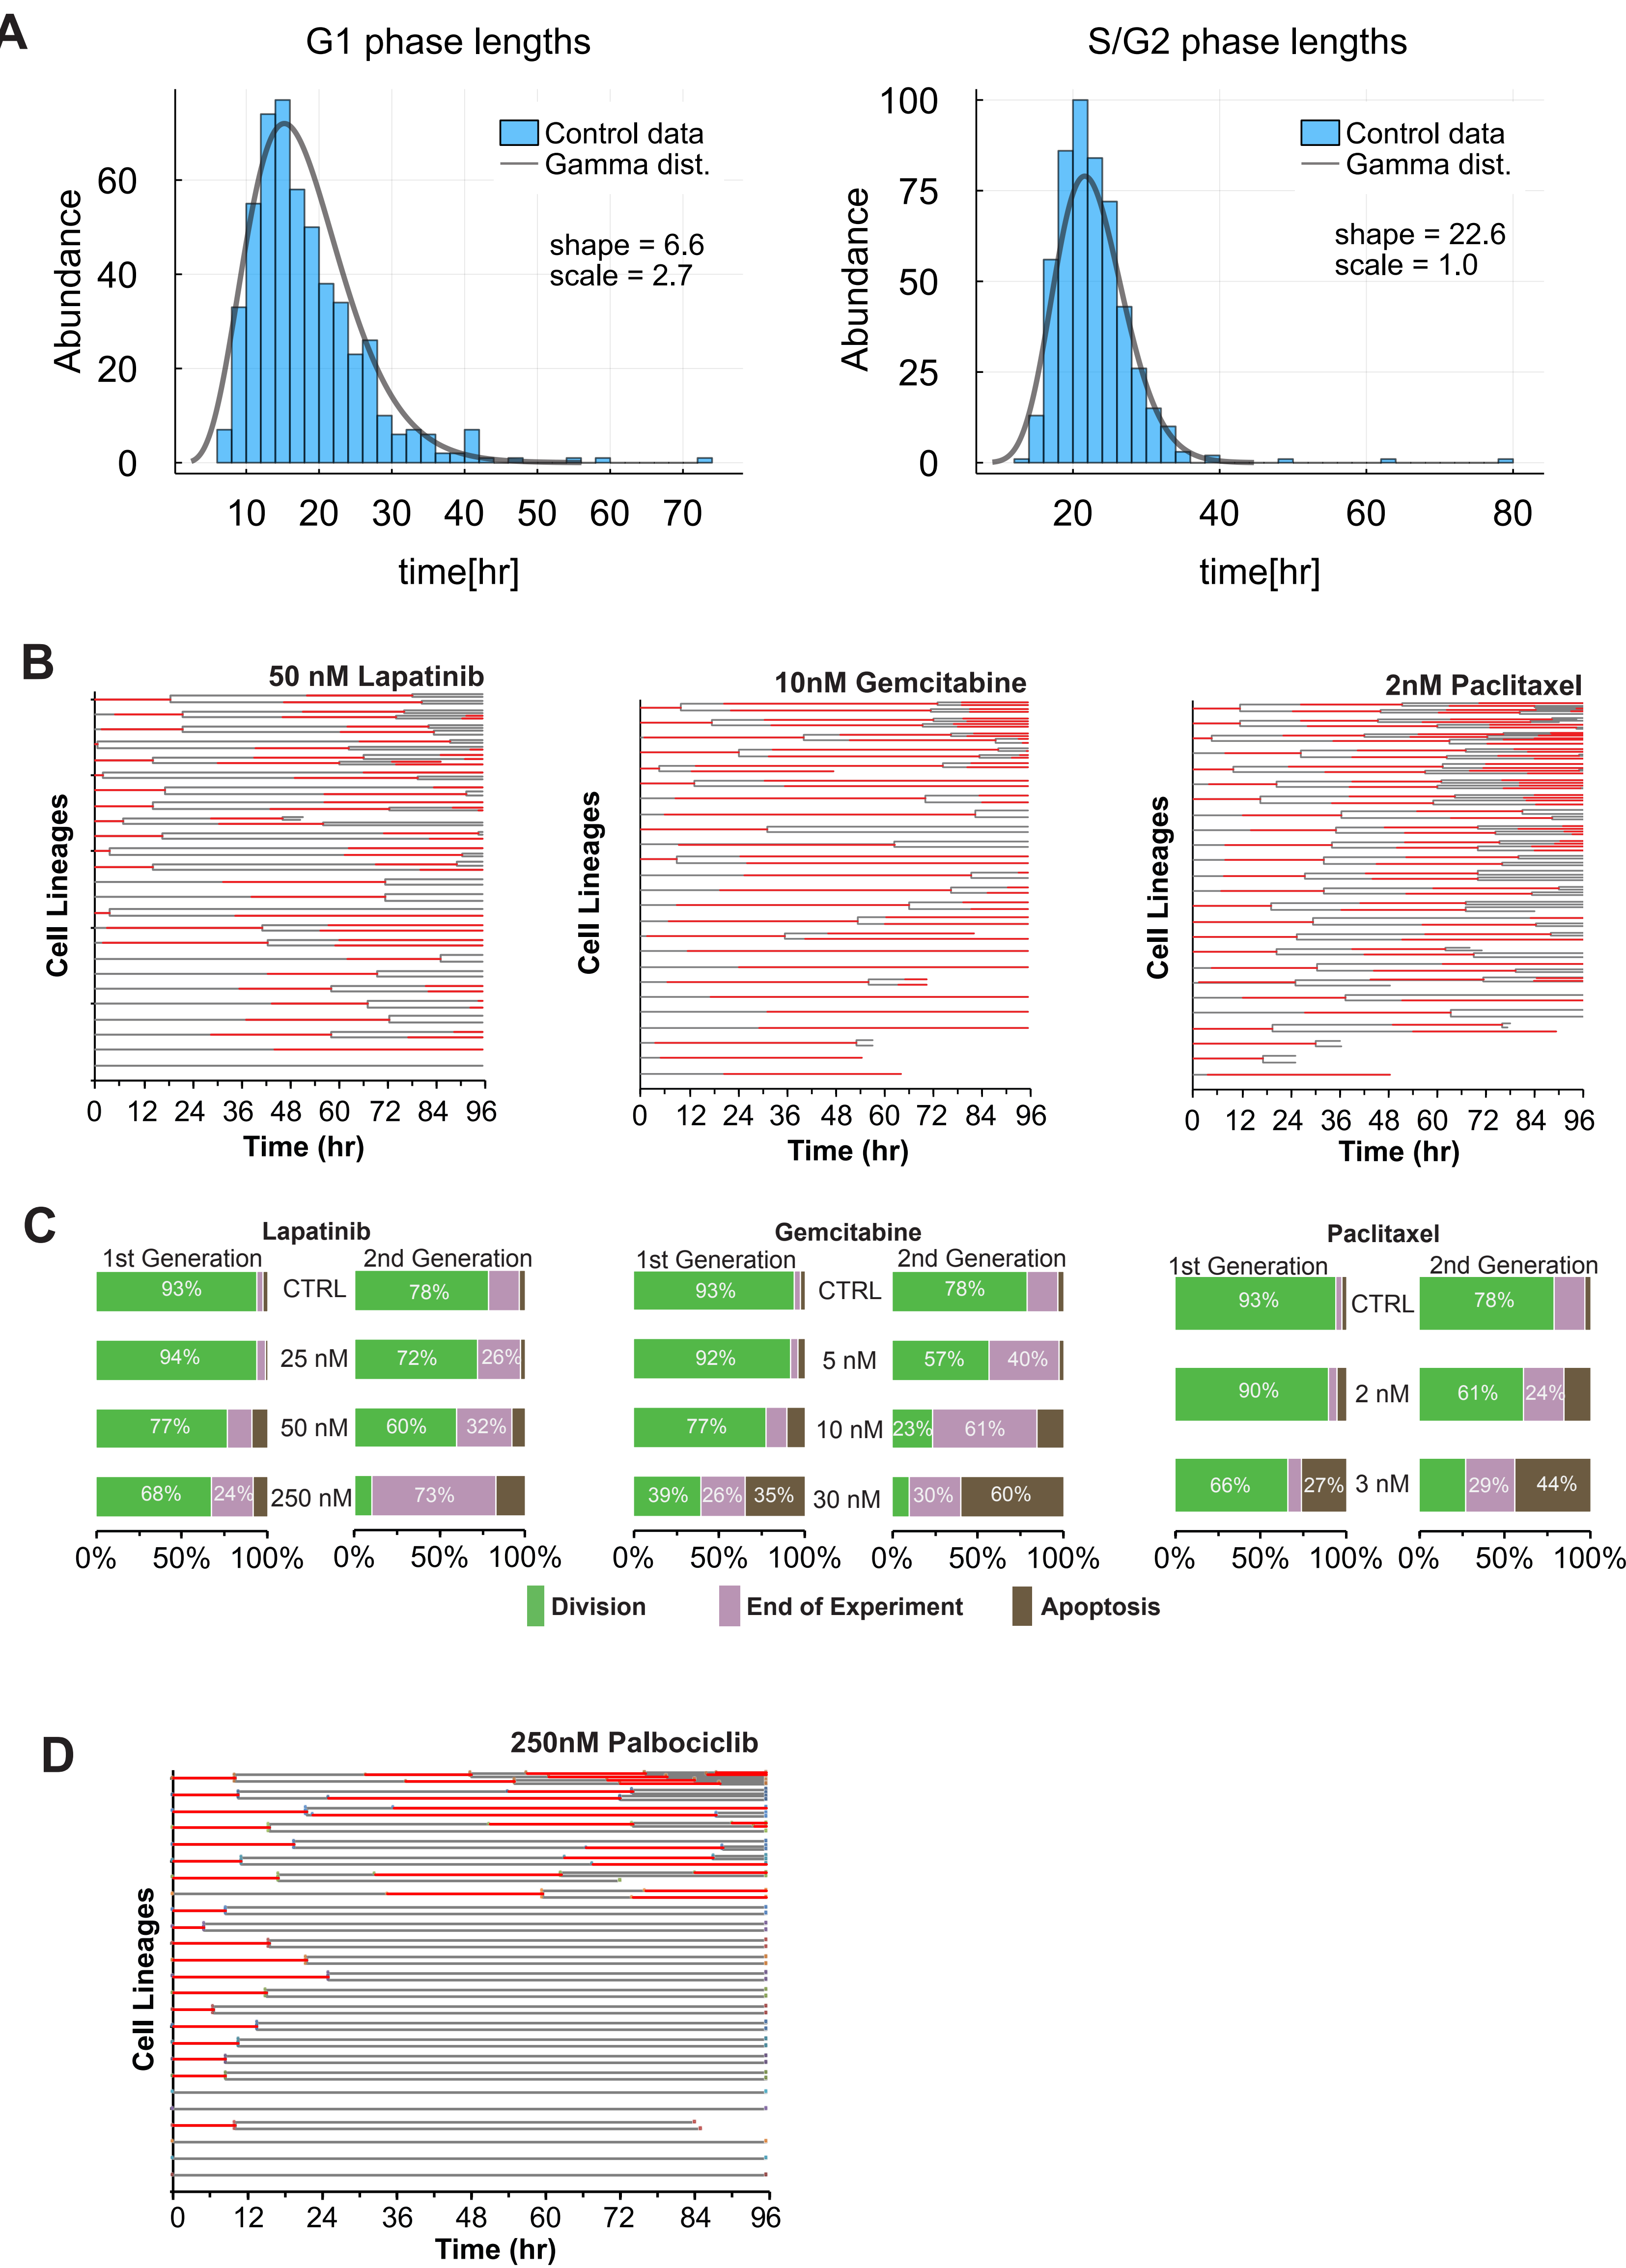 A
G1 phase lengths
S/G2 phase lengths
Abundance
60
40
20
0
Control data
Gamma dist.
shape = 6.6
scale = 2.7
10 20 30 40 50 60 70
time[hr]
Abundance
100
75
50
25
0
Control data
Gamma dist.
shape = 22.6
scale = 1.0
20 40 60 80
time[hr]
B
50 nM Lapatinib
Cell Lineages
0 12 24 36 48 60 72 84 96
Time (hr)
10nM Gemcitabine
Cell Lineages
0 12 24 36 48 60 72 84 96
Time (hr)
2nM Paclitaxel
Cell Lineages
0 12 24 36 48 60 72 84 96
Time (hr)
C
Lapatinib
1st Generation 2nd Generation
93% CTRL 78%
94% 25 nM 72% 26%
77% 50 nM 60% 32%
68% 24% 250 nM 73%
0% 50% 100% 0% 50% 100%
Gemcitabine
1st Generation 2nd Generation
93% CTRL 78%
92% 5 nM 57% 40%
77% 10 nM 23% 61%
39% 26% 35% 30 nM 30% 60%
0% 50% 100% 0% 50% 100%
Paclitaxel
1st Generation 2nd Generation
93% CTRL 78%
90% 2 nM 61% 24%
66% 27% 3 nM 29% 44%
0% 50% 100% 0% 50% 100%
Division End of Experiment Apoptosis
D
250nM Palbociclib
Cell Lineages
0 12 24 36 48 60 72 84 96
Time (hr)